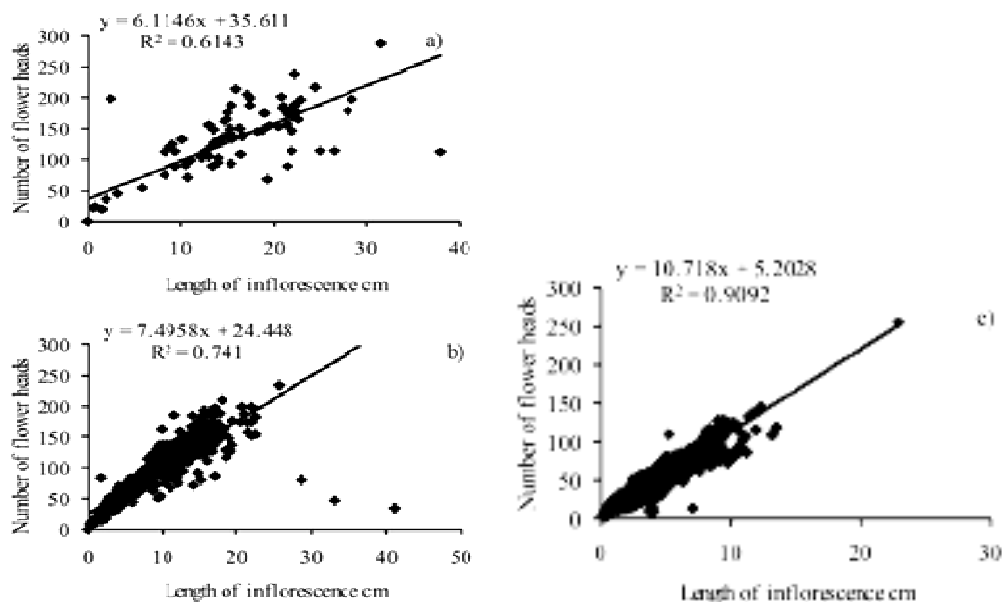 y = 6.1146x + 35.611
R² = 0.6143
a)
Number of flower heads
300
250
200
150
100
50
0
0 10 20 30 40
Length of inflorescence cm
y = 7.4958x + 24.448
R² = 0.741
b)
Number of flower heads
300
250
200
150
100
50
0
0 10 20 30 40 50
Length of inflorescence cm
y = 10.718x + 5.2028
R² = 0.9092
c)
Number of flower heads
300
250
200
150
100
50
0
0 10 20 30
Length of inflorescence cm